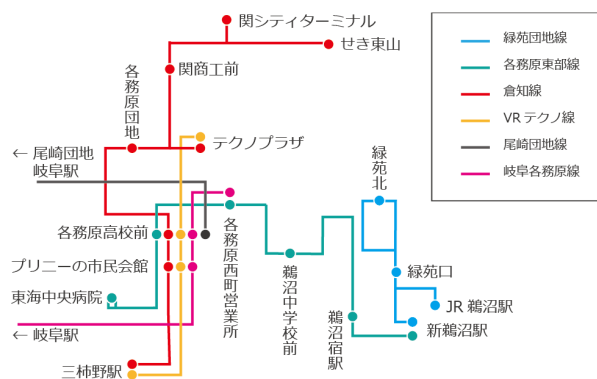 関シティターミナル
せき東山
関商工前
各務原団地
テクノプラザ
← 尾崎団地
岐阜駅
緑苑北
各務原高校前
プリニーの市民会館
各務原西町営業所
東海中央病院
鵜沼中学校前
緑苑口
JR 鵜沼駅
鵜沼宿駅
新鵜沼駅
← 岐阜駅
三柿野駅
緑苑団地線
各務原東部線
倉知線
VR テクノ線
尾崎団地線
岐阜各務原線